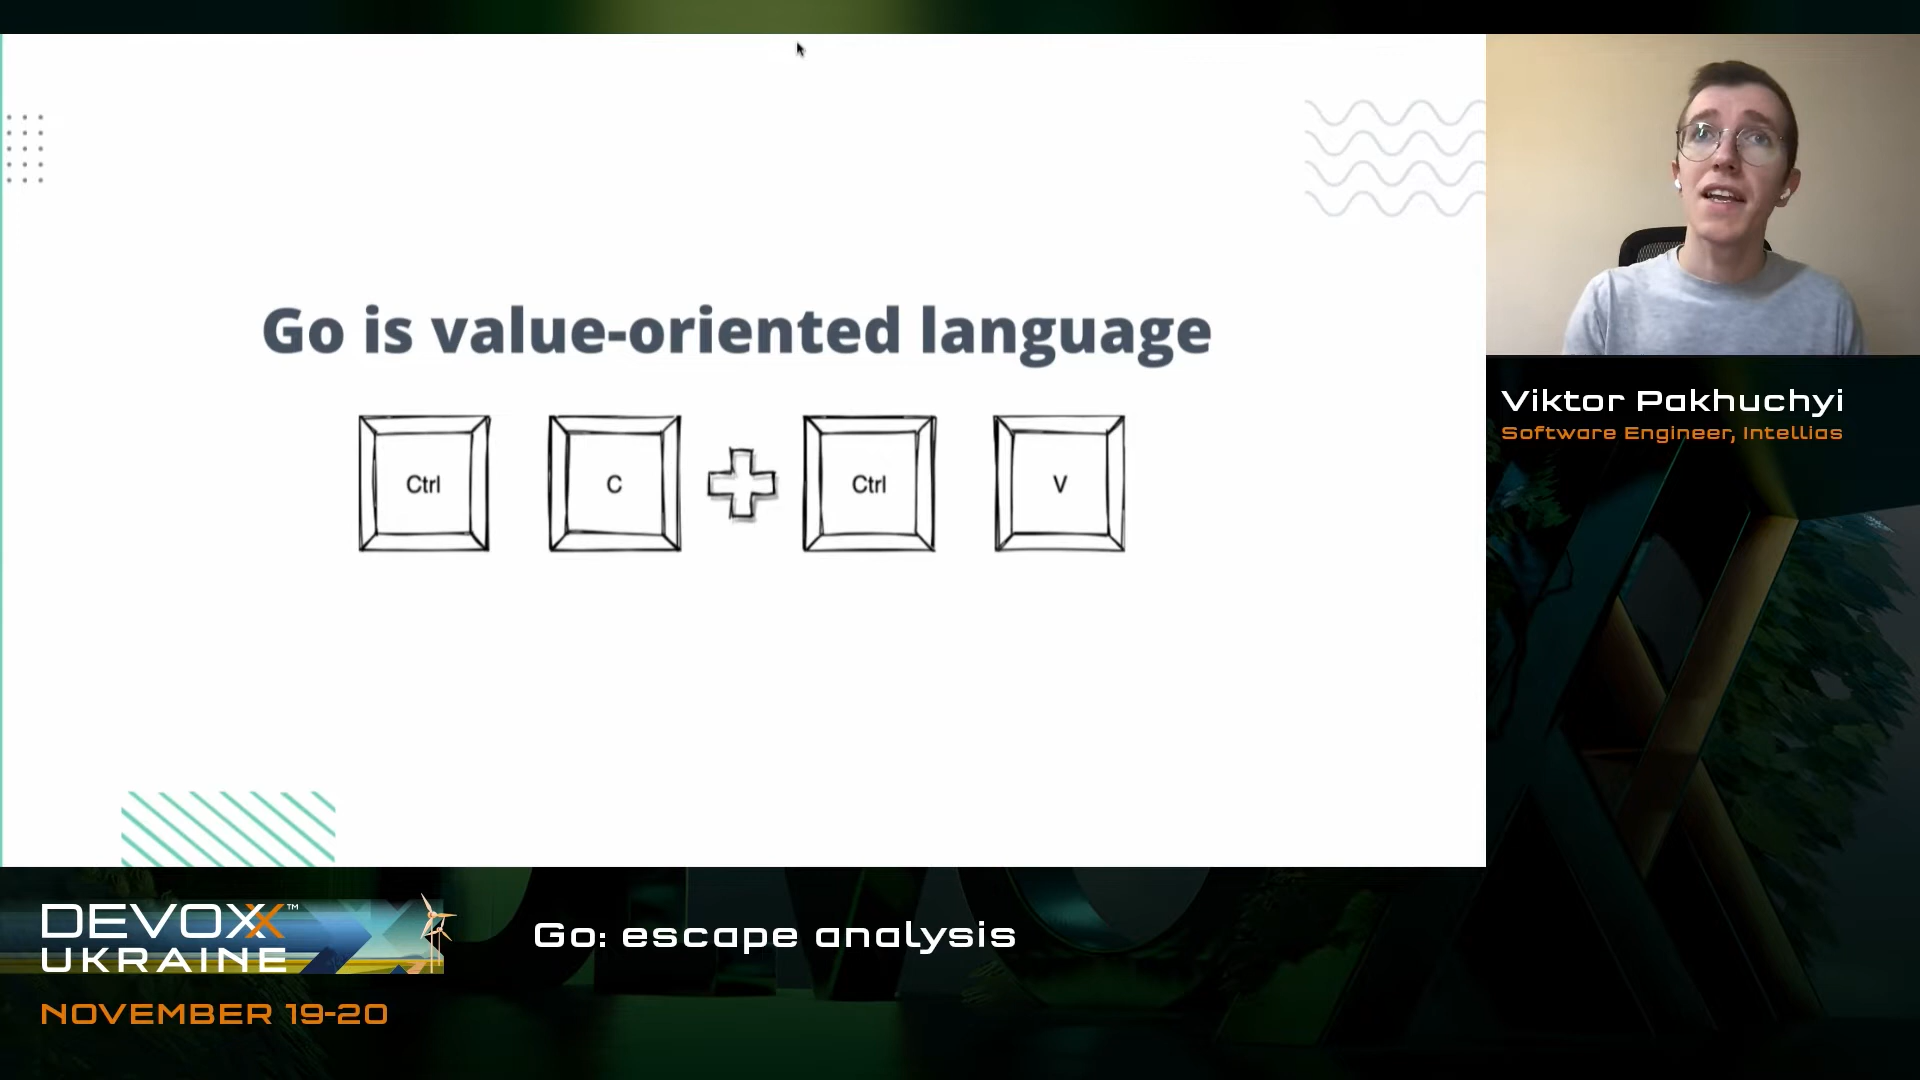 Go is value-oriented language
Ctrl C Ctrl V
Viktor Pakhuchyi
Software Engineer, Intellias
DEVOXX™
UKRAINE
Go: escape analysis
NOVEMBER 19-20